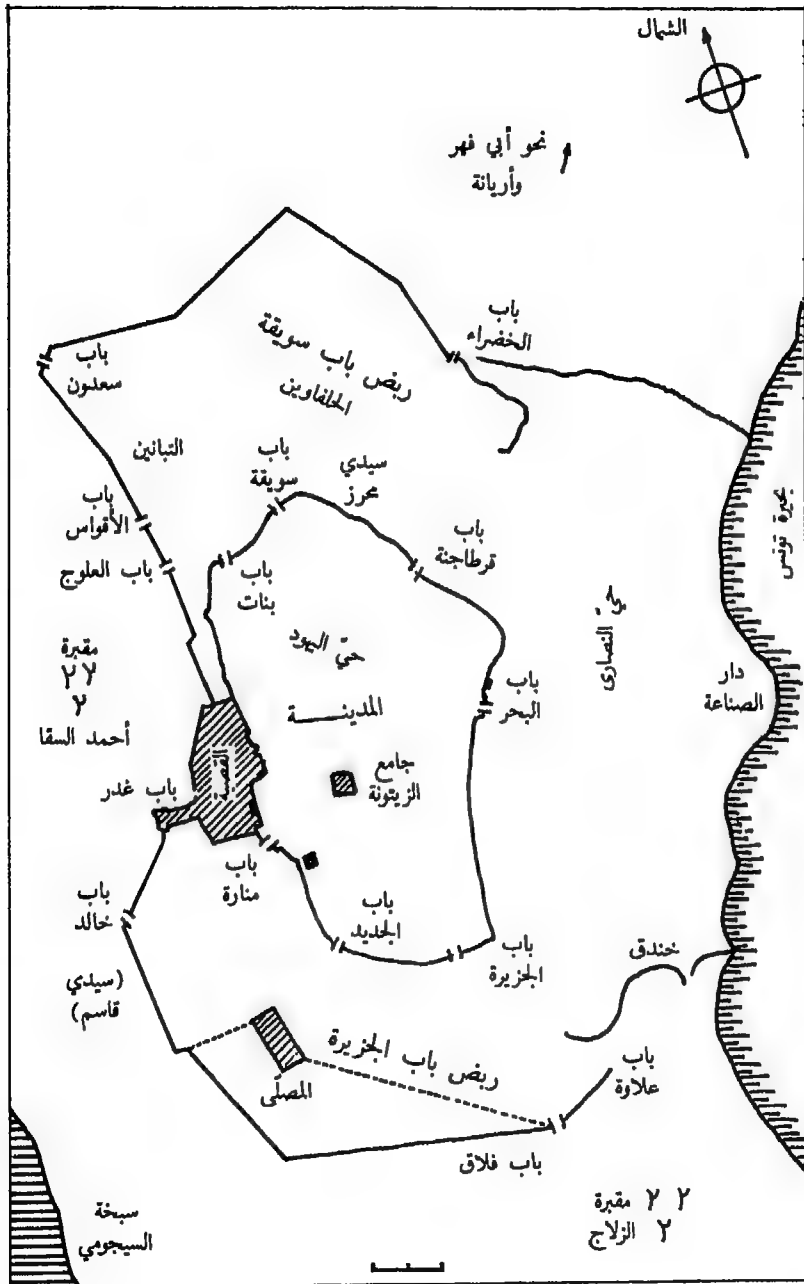 الشمال
نحو أبي فهر
وأريانة
باب
الخضراء
باب
سعدون
ربض باب سويقة
الحلفاوين
التبانين
باب
سويقة
سيدي
محرز
باب
الأقواس
باب
قرطاجنة
باب العلوج
باب
بنات
بحيرة تونس
حيّ النصارى
حيّ اليهود
مقبرة
أحمد السقا
باب
البحر
دار
الصناعة
المدينـــــة
القصبة
جامع
الزيتونة
باب غدر
باب
منارة
باب
خالد
باب
الجديد
باب
الجزيرة
خندق
(سيدي
قاسم)
ربض باب الجزيرة
المصلّى
باب
علاوة
باب فلاق
مقبرة
الزلاج
سبخة
السيجومي